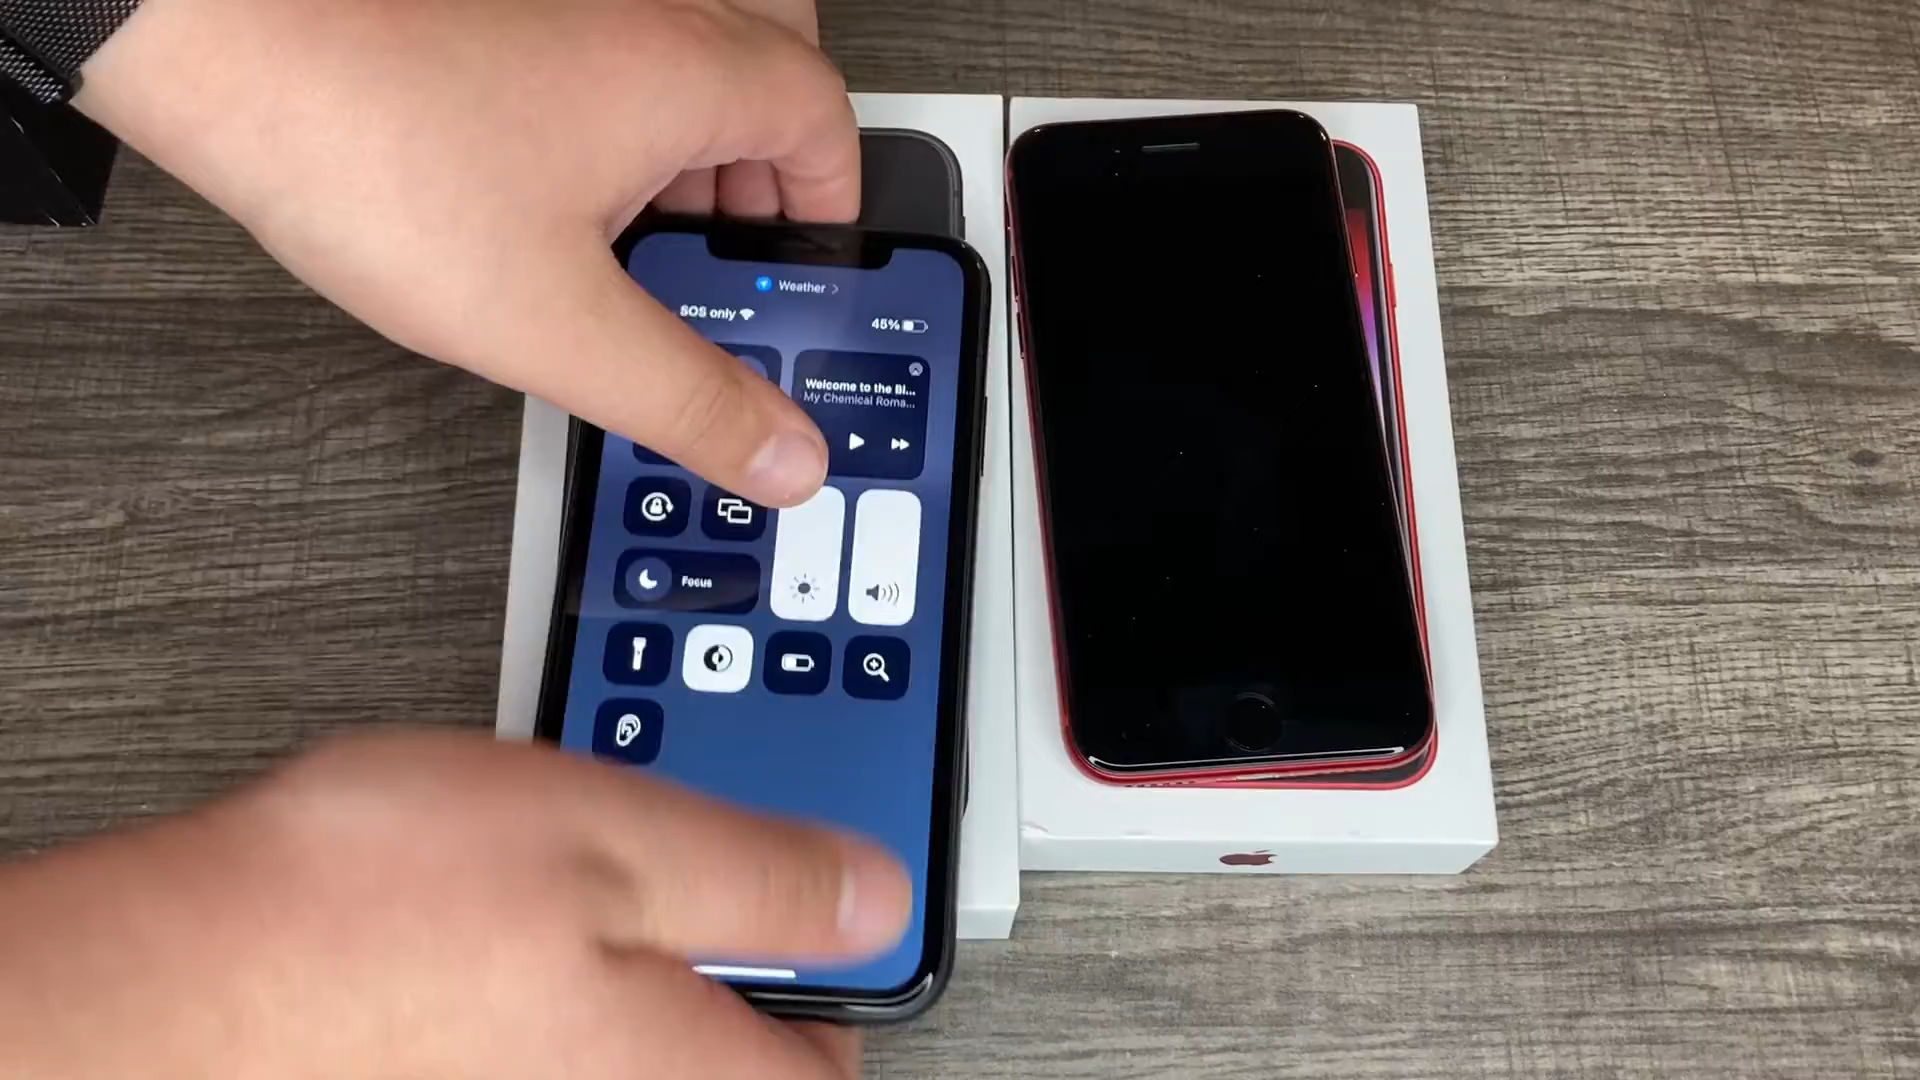 Weather
SOS only
45%
Welcome to the Bl...
My Chemical Roma...
Focus